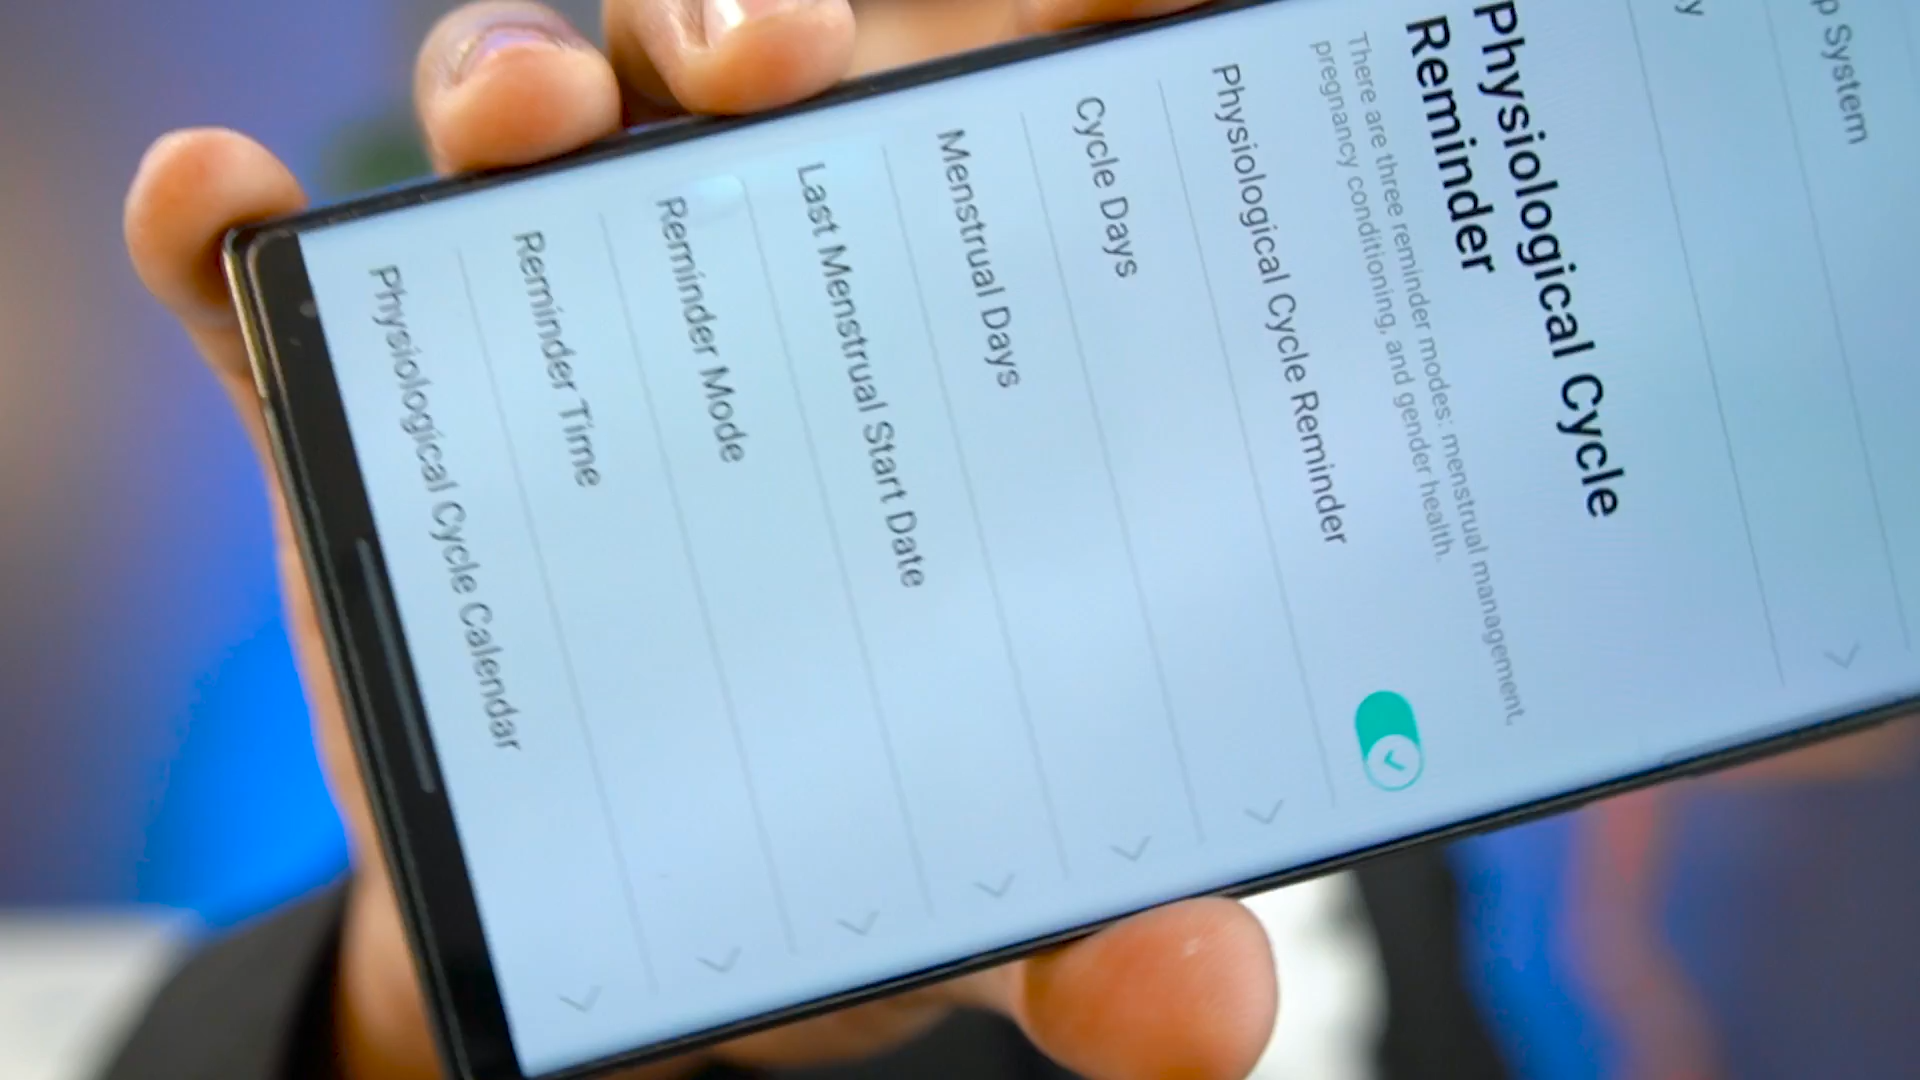 System
y
Physiological Cycle
Reminder
There are three reminder modes: menstrual management,
pregnancy conditioning, and gender health.
Physiological Cycle Reminder
Cycle Days
Menstrual Days
Last Menstrual Start Date
Reminder Mode
Reminder Time
Physiological Cycle Calendar